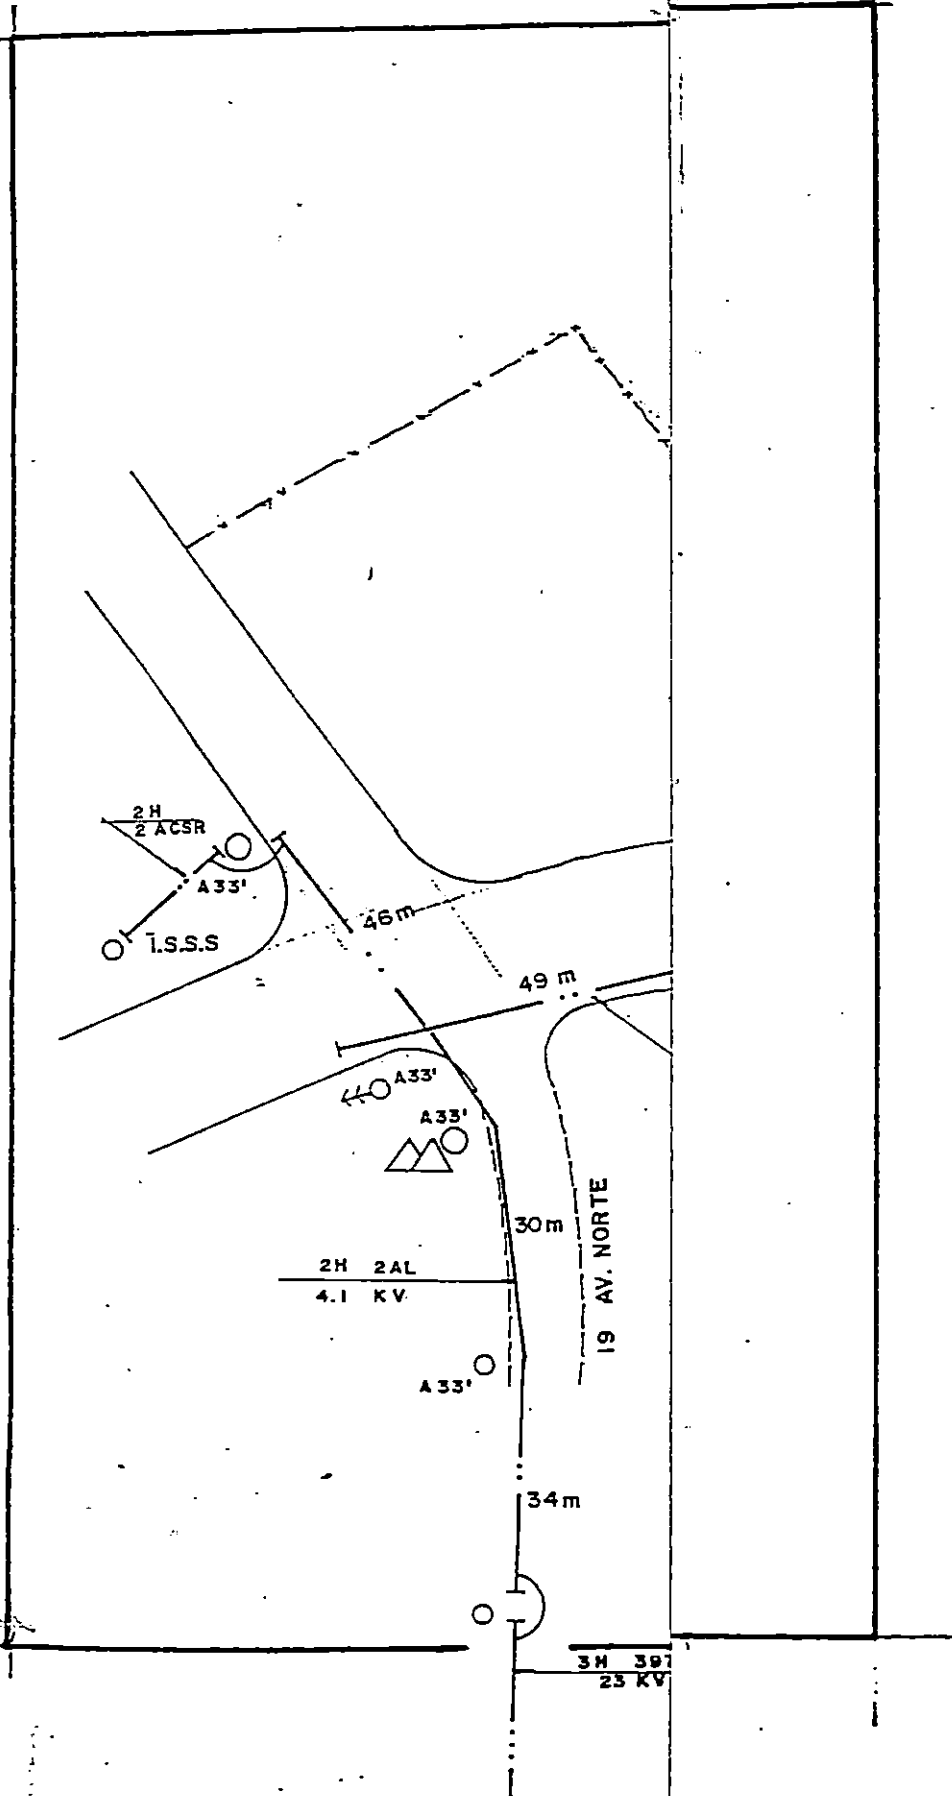 2H
2 ACSR
A33'
I.S.S.S
46m
49 m
A33'
A33'
30m
19 AV. NORTE
2H 2AL
4.1 KV
A33'
34m
3H 397
23 KV